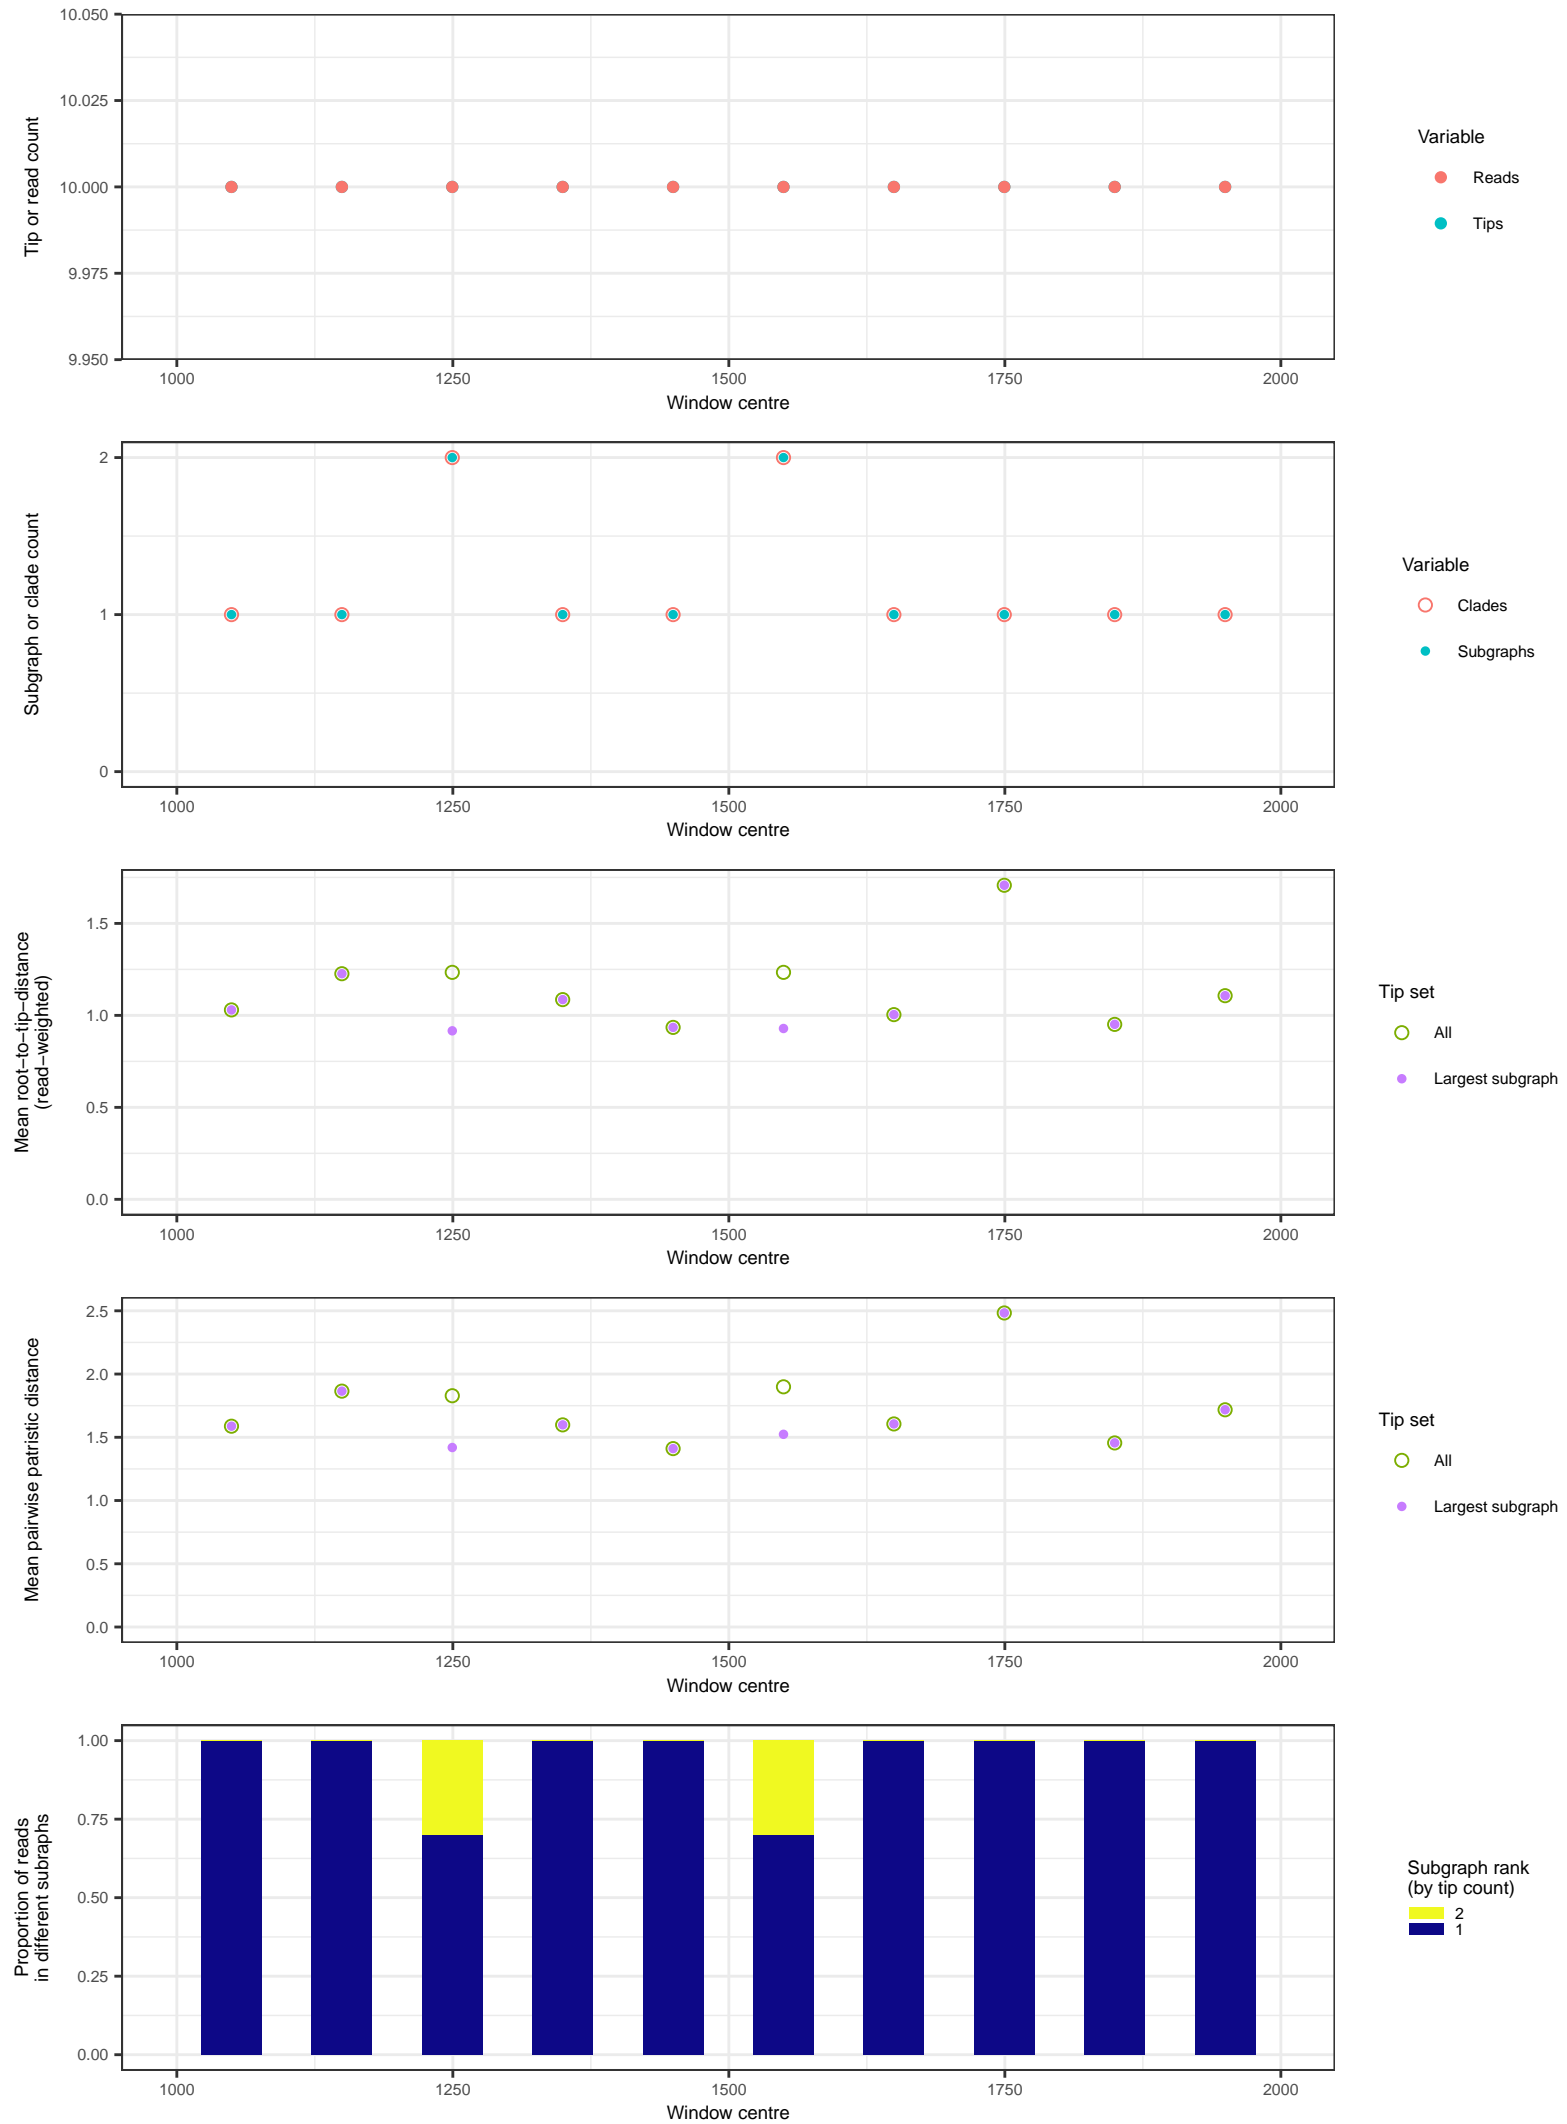 10.050
10.025
10.000
9.975
9.950
Tip or read count
1000 1250 1500 1750 2000
Window centre
Variable
Reads
Tips
2
1
0
Subgraph or clade count
1000 1250 1500 1750 2000
Window centre
Variable
Clades
Subgraphs
1.5
1.0
0.5
0.0
Mean root−to−tip−distance
(read−weighted)
1000 1250 1500 1750 2000
Window centre
Tip set
All
Largest subgraph
2.5
2.0
1.5
1.0
0.5
0.0
Mean pairwise patristic distance
1000 1250 1500 1750 2000
Window centre
Tip set
All
Largest subgraph
1.00
0.75
0.50
0.25
0.00
Proportion of reads
in different subraphs
1000 1250 1500 1750 2000
Window centre
Subgraph rank
(by tip count)
2
1